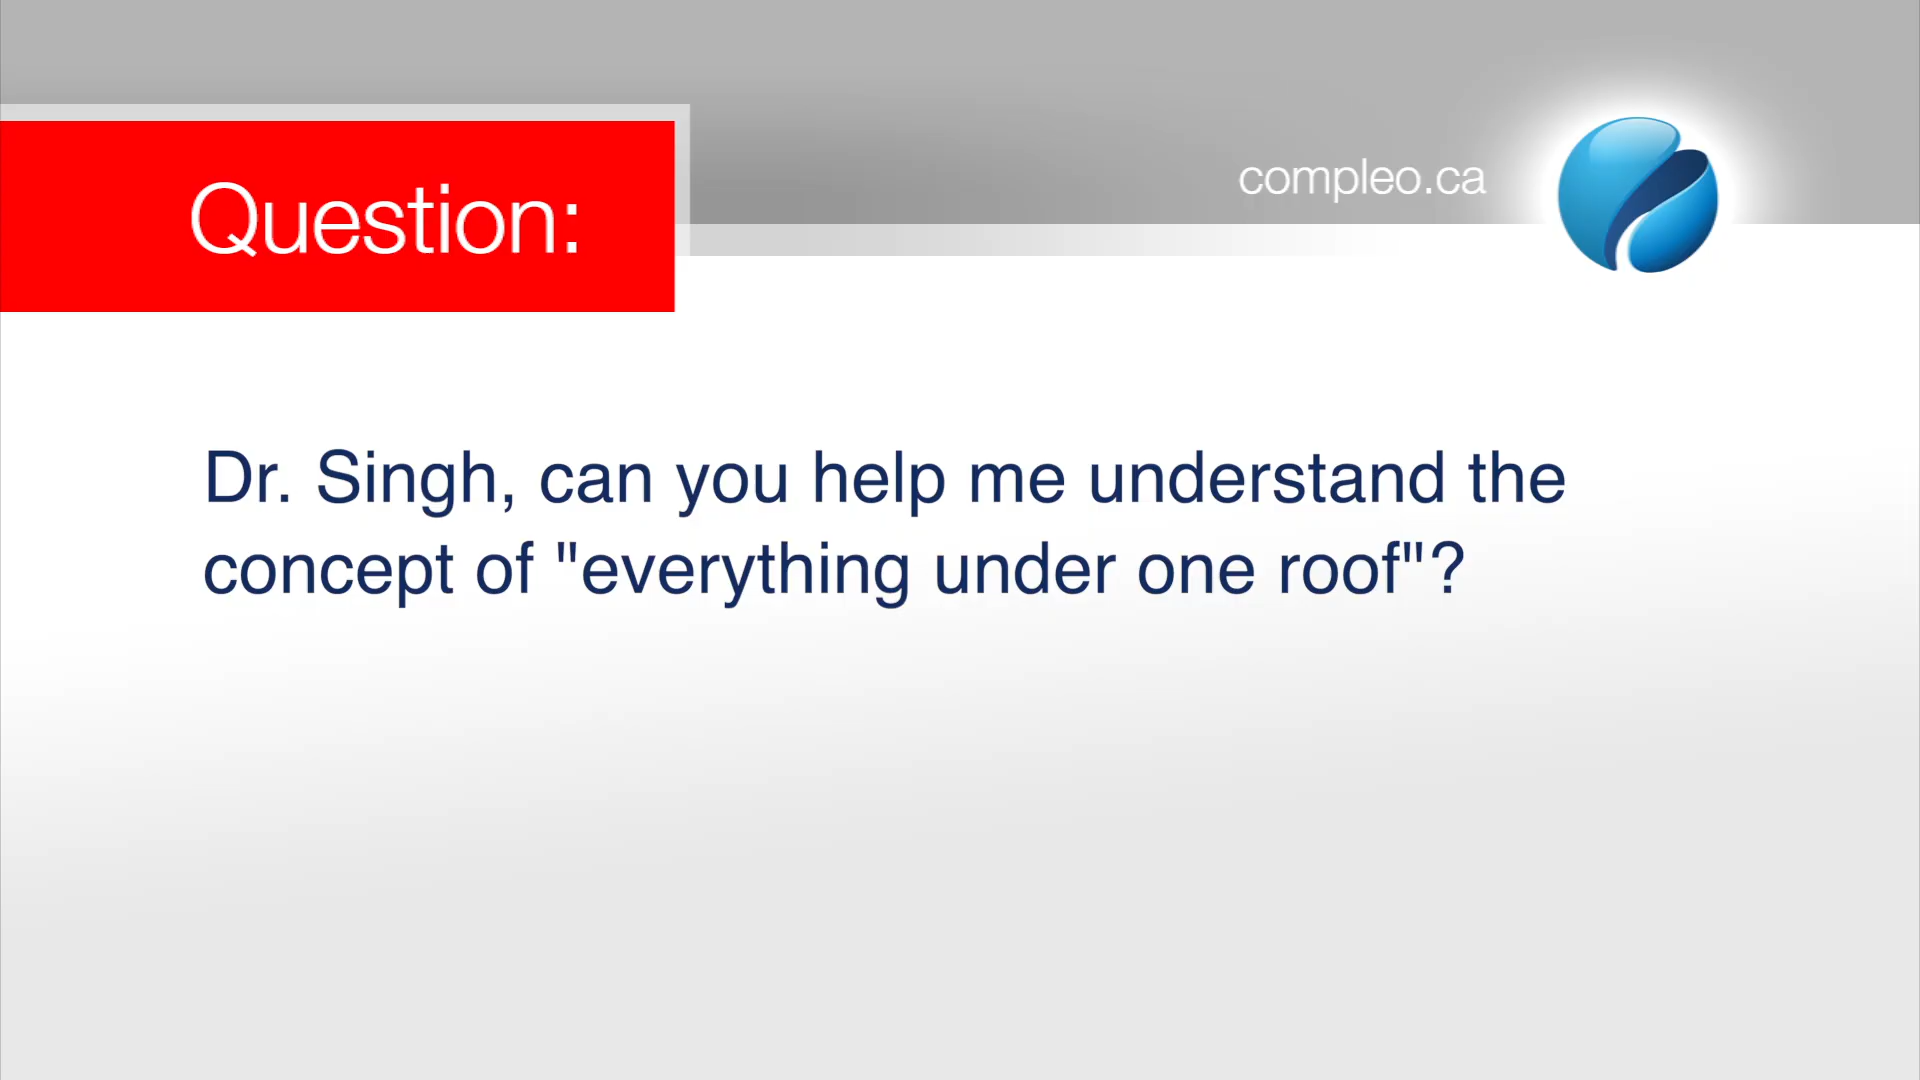 compleo.ca
Question:
Dr. Singh, can you help me understand the
concept of "everything under one roof"?